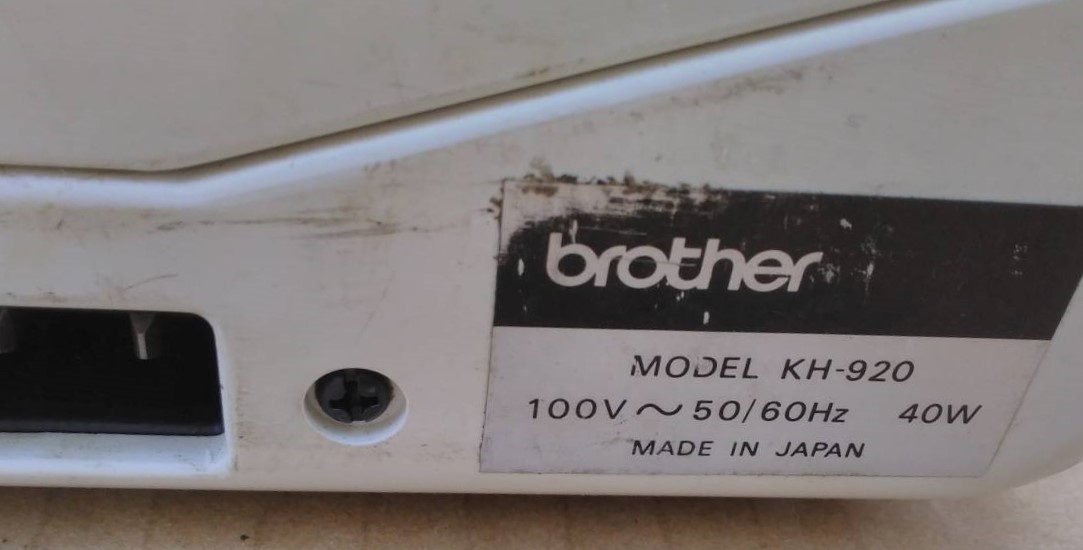 brother
MODEL KH-920
100V～50/60Hz 40W
MADE IN JAPAN